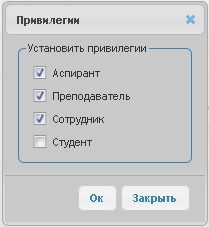 Привилегии
Установить привилегии
Аспирант
Преподаватель
Сотрудник
Студент
Ок Закрыть